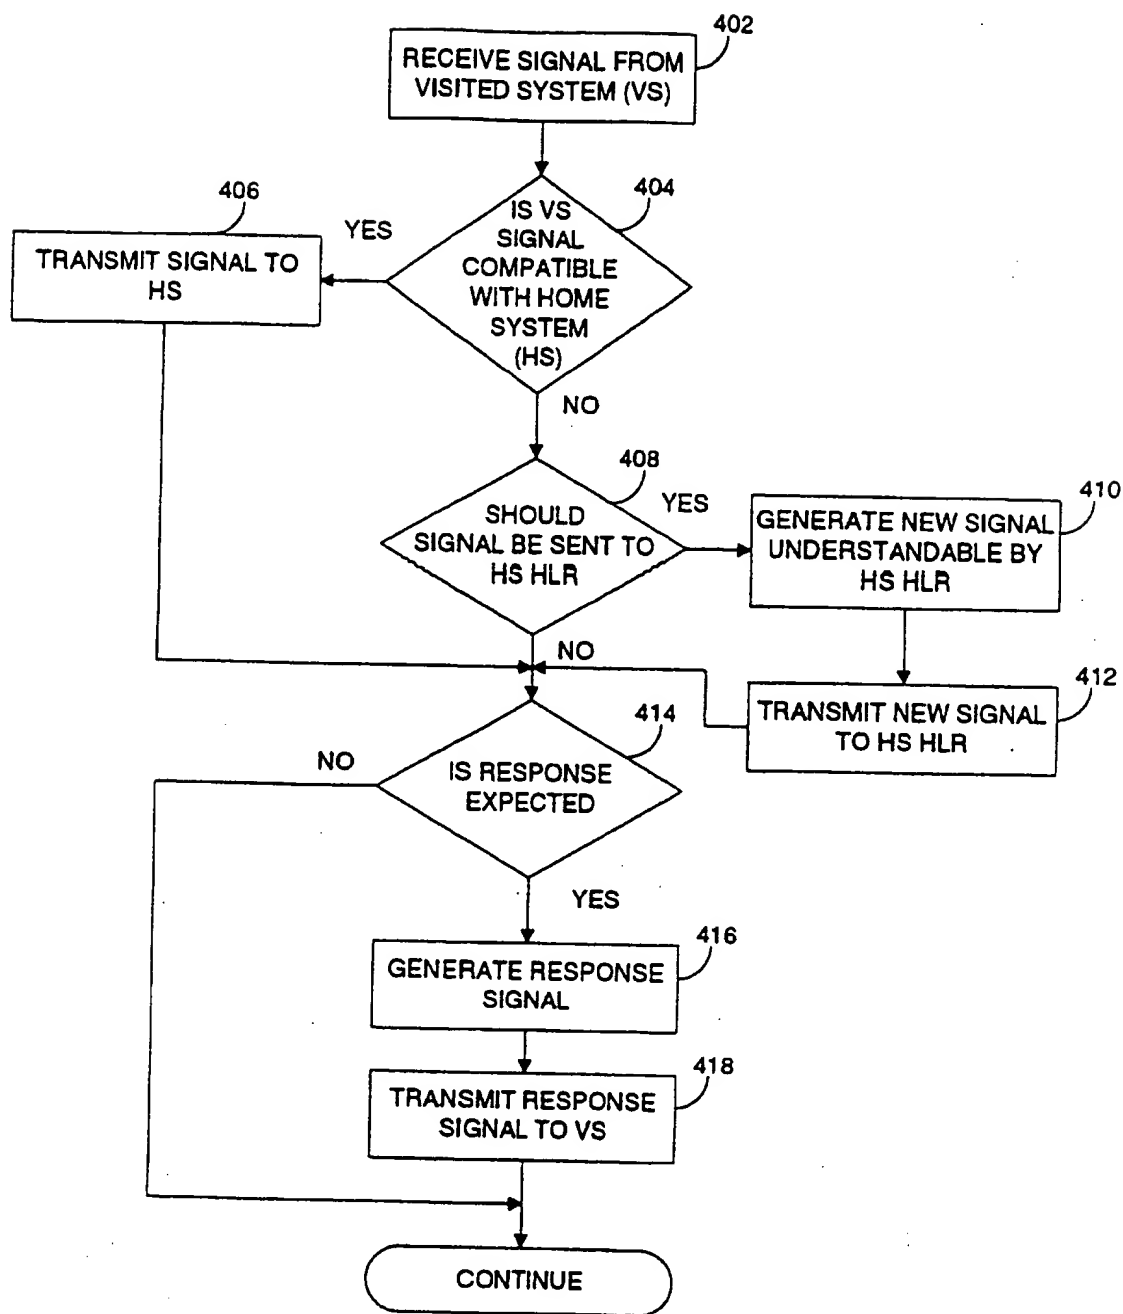 402
RECEIVE SIGNAL FROM
VISITED SYSTEM (VS)
404
IS VS
SIGNAL
COMPATIBLE
WITH HOME
SYSTEM
(HS)
YES
406
TRANSMIT SIGNAL TO
HS
NO
408
SHOULD
SIGNAL BE SENT TO
HS HLR
YES
410
GENERATE NEW SIGNAL
UNDERSTANDABLE BY
HS HLR
NO
412
TRANSMIT NEW SIGNAL
TO HS HLR
414
IS RESPONSE
EXPECTED
NO
YES
416
GENERATE RESPONSE
SIGNAL
418
TRANSMIT RESPONSE
SIGNAL TO VS
CONTINUE